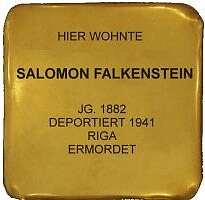 HIER WOHNTE
SALOMON FALKENSTEIN
JG. 1882
DEPORTIERT 1941
RIGA
ERMORDET